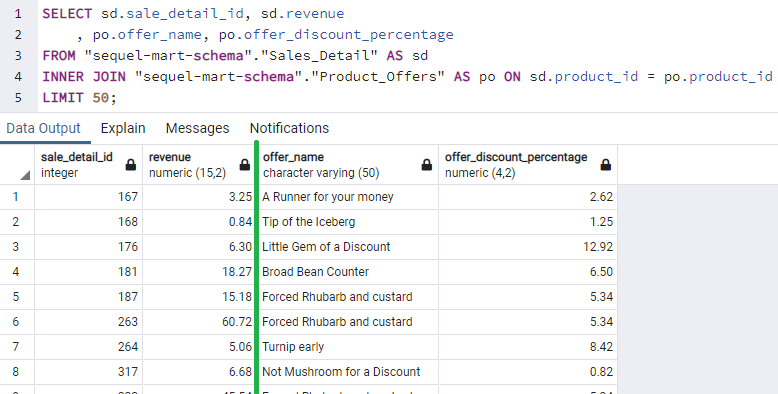 1 SELECT sd.sale_detail_id, sd.revenue
2 , po.offer_name, po.offer_discount_percentage
3 FROM "sequel-mart-schema"."Sales_Detail" AS sd
4 INNER JOIN "sequel-mart-schema"."Product_Offers" AS po ON sd.product_id = po.product_id
5 LIMIT 50;
Data Output Explain Messages Notifications
sale_detail_id revenue offer_name offer_discount_percentage
integer numeric (15,2) character varying (50) numeric (4,2)
1 167 3.25 A Runner for your money 2.62
2 168 0.84 Tip of the Iceberg 1.25
3 176 6.30 Little Gem of a Discount 12.92
4 181 18.27 Broad Bean Counter 6.50
5 187 15.18 Forced Rhubarb and custard 5.34
6 263 60.72 Forced Rhubarb and custard 5.34
7 264 5.06 Turnip early 8.42
8 317 6.68 Not Mushroom for a Discount 0.82